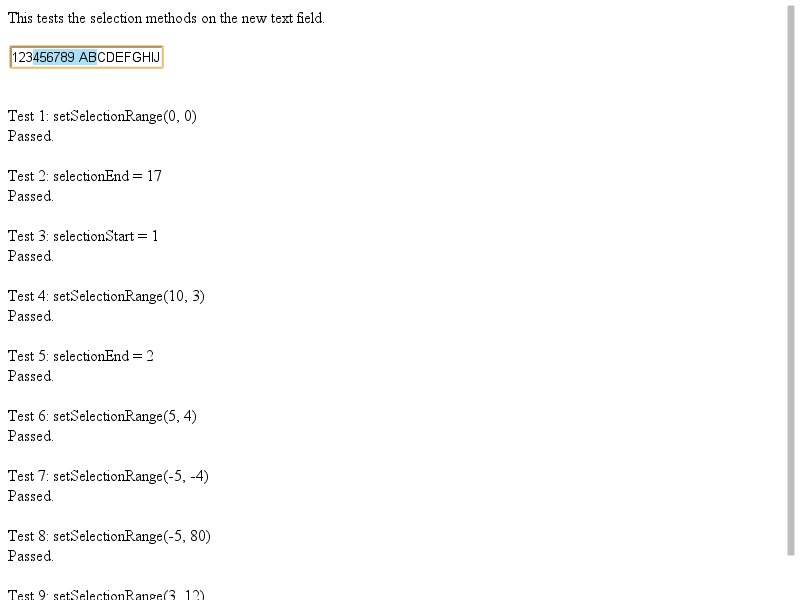 This tests the selection methods on the new text field.
123456789 ABCDEFGHIJ
Test 1: setSelectionRange(0, 0)
Passed.
Test 2: selectionEnd = 17
Passed.
Test 3: selectionStart = 1
Passed.
Test 4: setSelectionRange(10, 3)
Passed.
Test 5: selectionEnd = 2
Passed.
Test 6: setSelectionRange(5, 4)
Passed.
Test 7: setSelectionRange(-5, -4)
Passed.
Test 8: setSelectionRange(-5, 80)
Passed.
Test 9: setSelectionRange(3, 12)